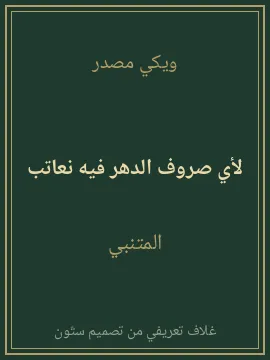 ويكي مصدر
لأي صروف الدهر فيه نعاتب
المتنبي
غلاف تعريفي من تصميم سثون